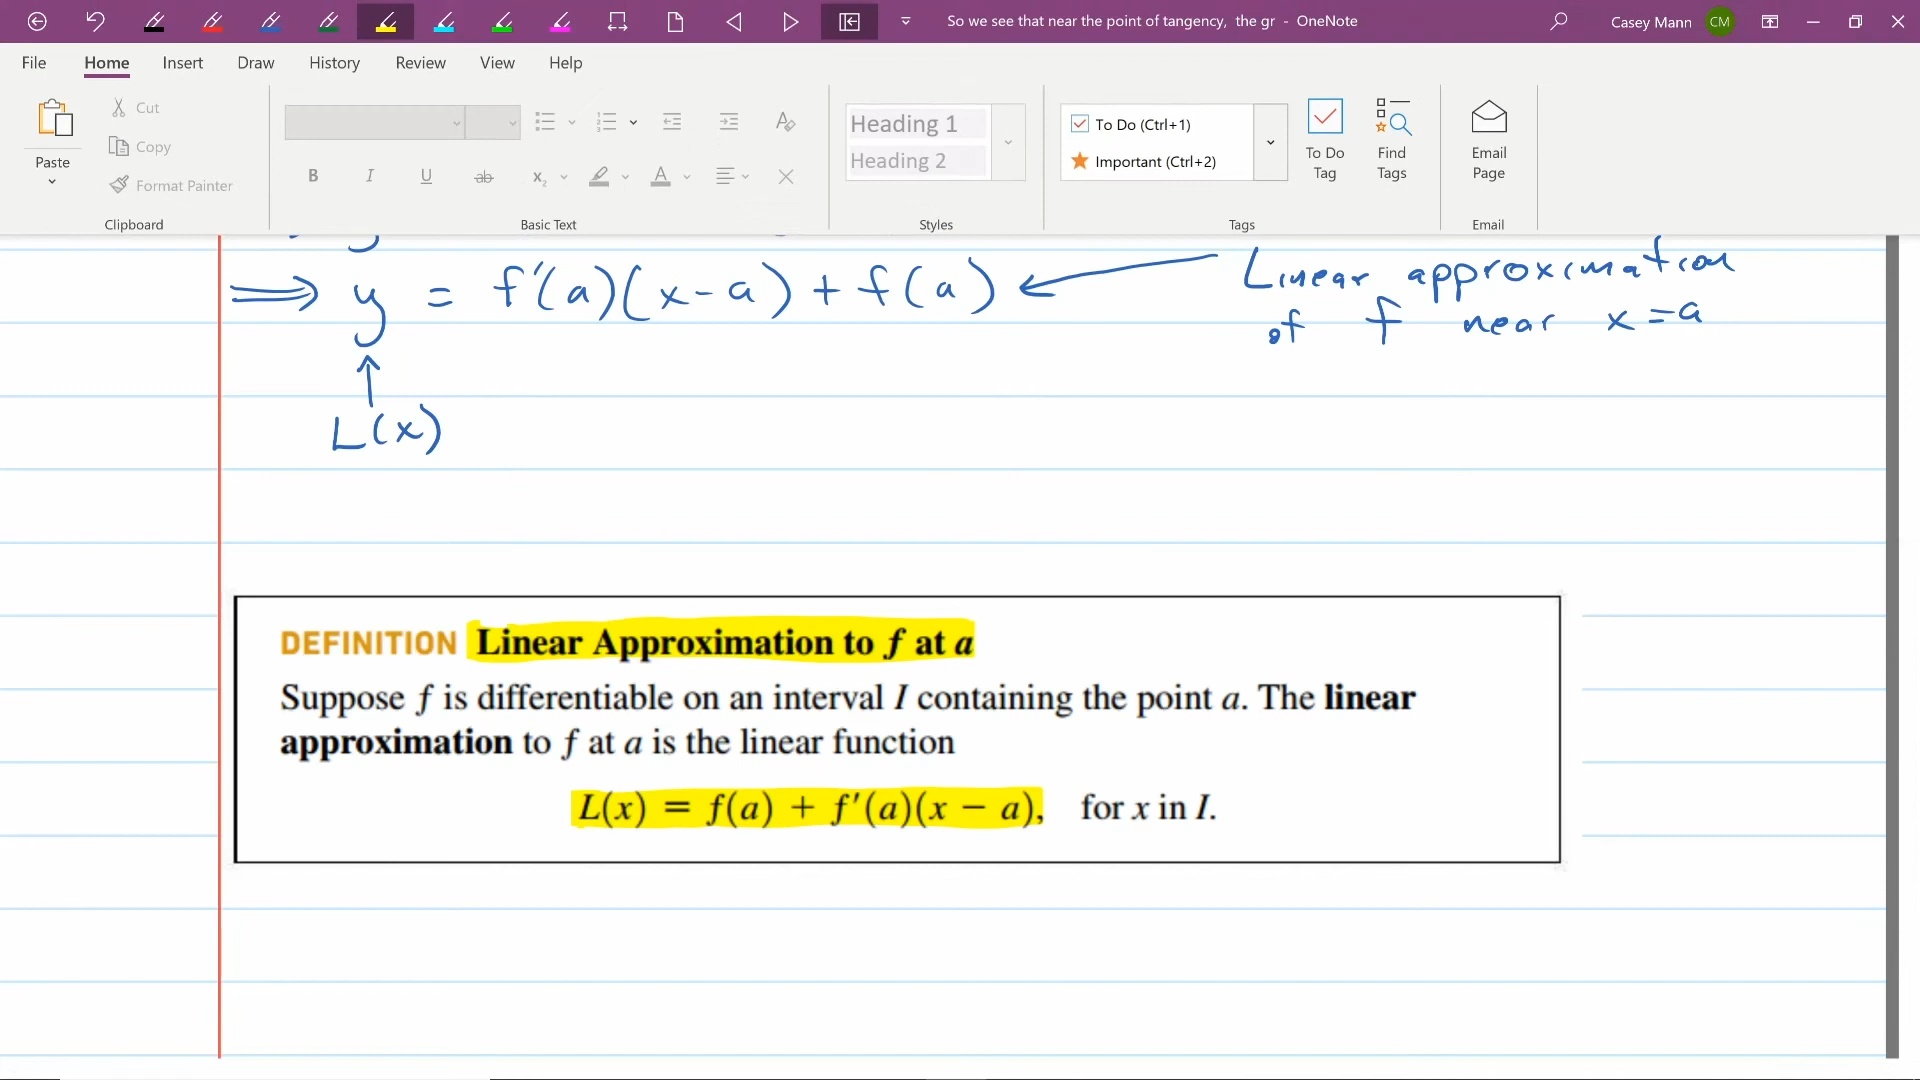 So we see that near the point of tangency, the gr - OneNote
Casey Mann CM
File Home Insert Draw History Review View Help
Paste
Cut
Copy
Format Painter
Clipboard
B I U ab x₂ A
Basic Text
Heading 1
Heading 2
Styles
To Do (Ctrl+1)
Important (Ctrl+2)
To Do Tag
Find Tags
Tags
Email Page
Email
⟹ y = f'(a)(x-a) + f(a) ← Linear approximation
of f near x=a
↑
L(x)
DEFINITION Linear Approximation to f at a
Suppose f is differentiable on an interval I containing the point a. The linear
approximation to f at a is the linear function
L(x) = f(a) + f′(a)(x − a), for x in I.